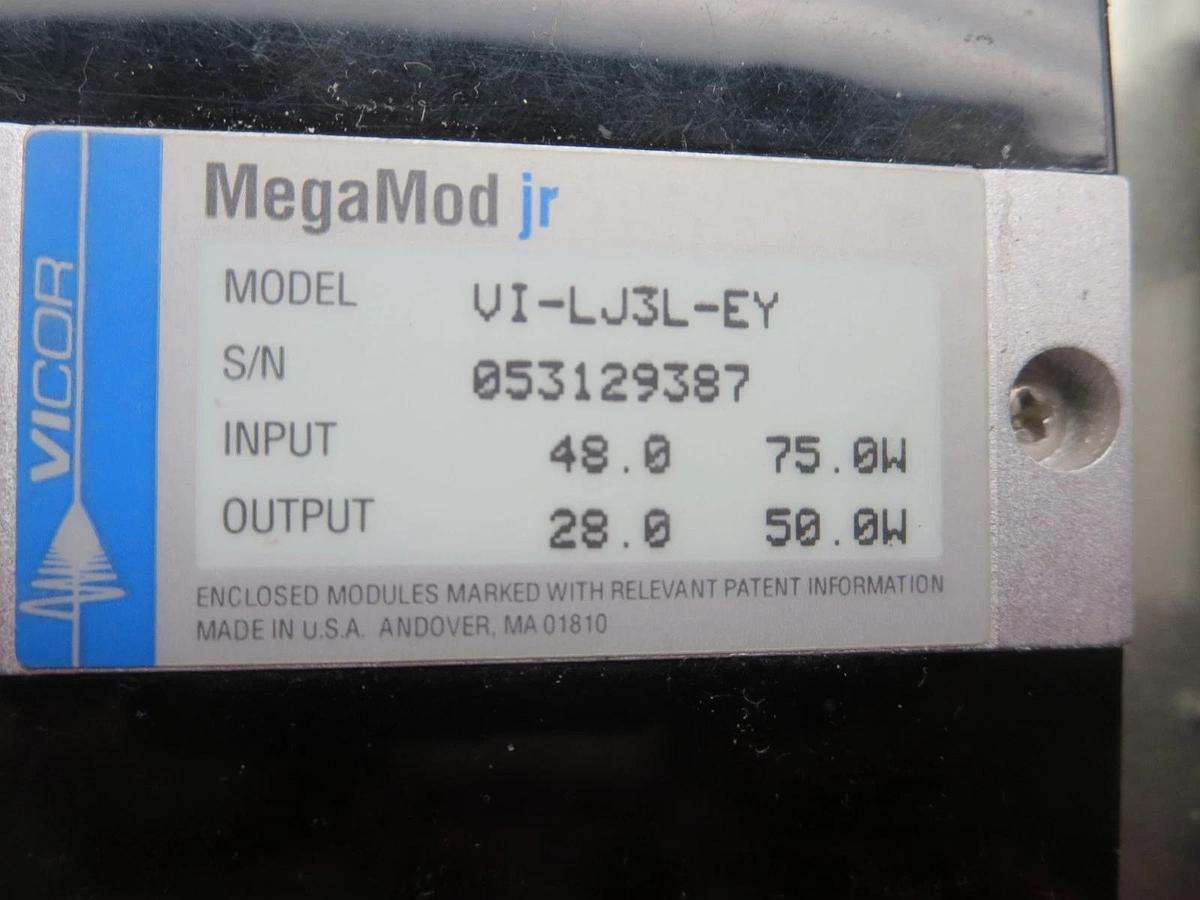 VICOR
MegaMod jr
MODEL VI-LJ3L-EY
S/N 053129387
INPUT 48.0 75.0W
OUTPUT 28.0 50.0W
ENCLOSED MODULES MARKED WITH RELEVANT PATENT INFORMATION
MADE IN U.S.A. ANDOVER, MA 01810